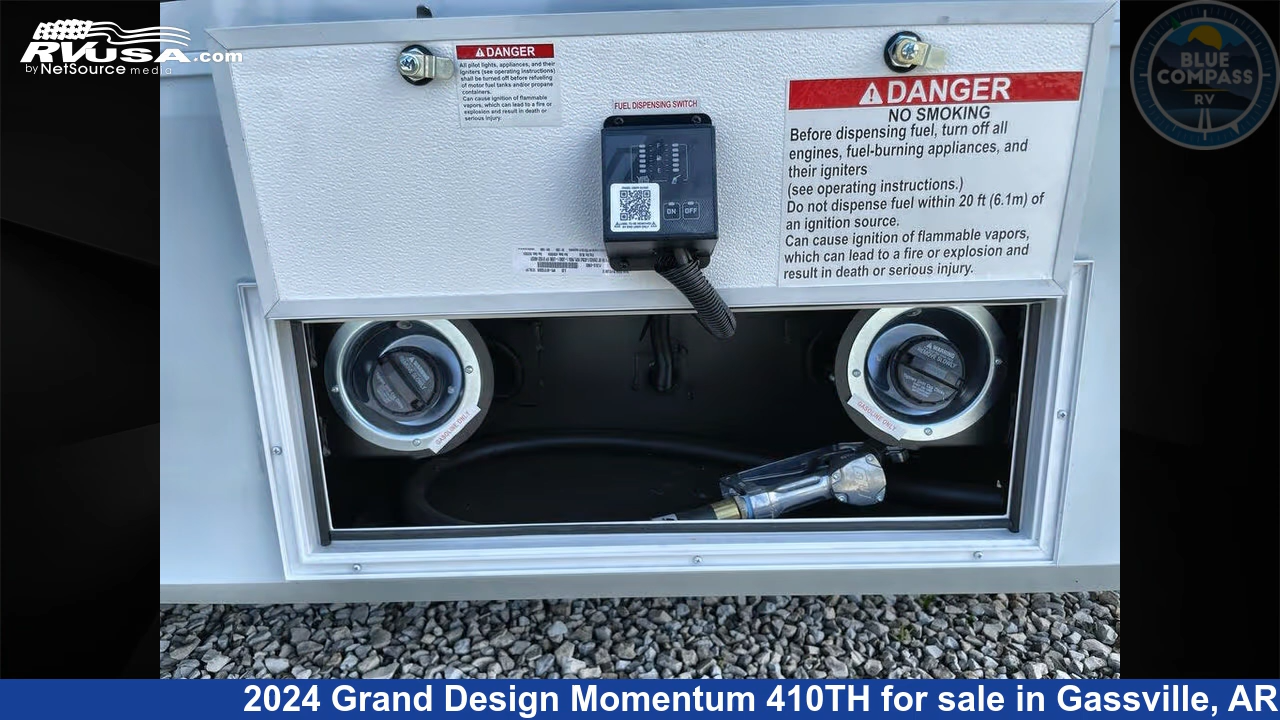 RVUSA.com
by NetSource media
BLUE
COMPASS
RV
DANGER
All pilot lights, appliances, and their
igniters (see operating instructions)
shall be turned off before refueling
of motor fuel tanks and/or propane
containers.
Can cause ignition of flammable
vapors, which can lead to a fire or
explosion and result in death or
serious injury.
FUEL DISPENSING SWITCH
ON OFF
DANGER
NO SMOKING
Before dispensing fuel, turn off all
engines, fuel-burning appliances, and
their igniters
(see operating instructions.)
Do not dispense fuel within 20 ft (6.1m) of
an ignition source.
Can cause ignition of flammable vapors,
which can lead to a fire or explosion and
result in death or serious injury.
GASOLINE ONLY
GASOLINE ONLY
2024 Grand Design Momentum 410TH for sale in Gassville, AR